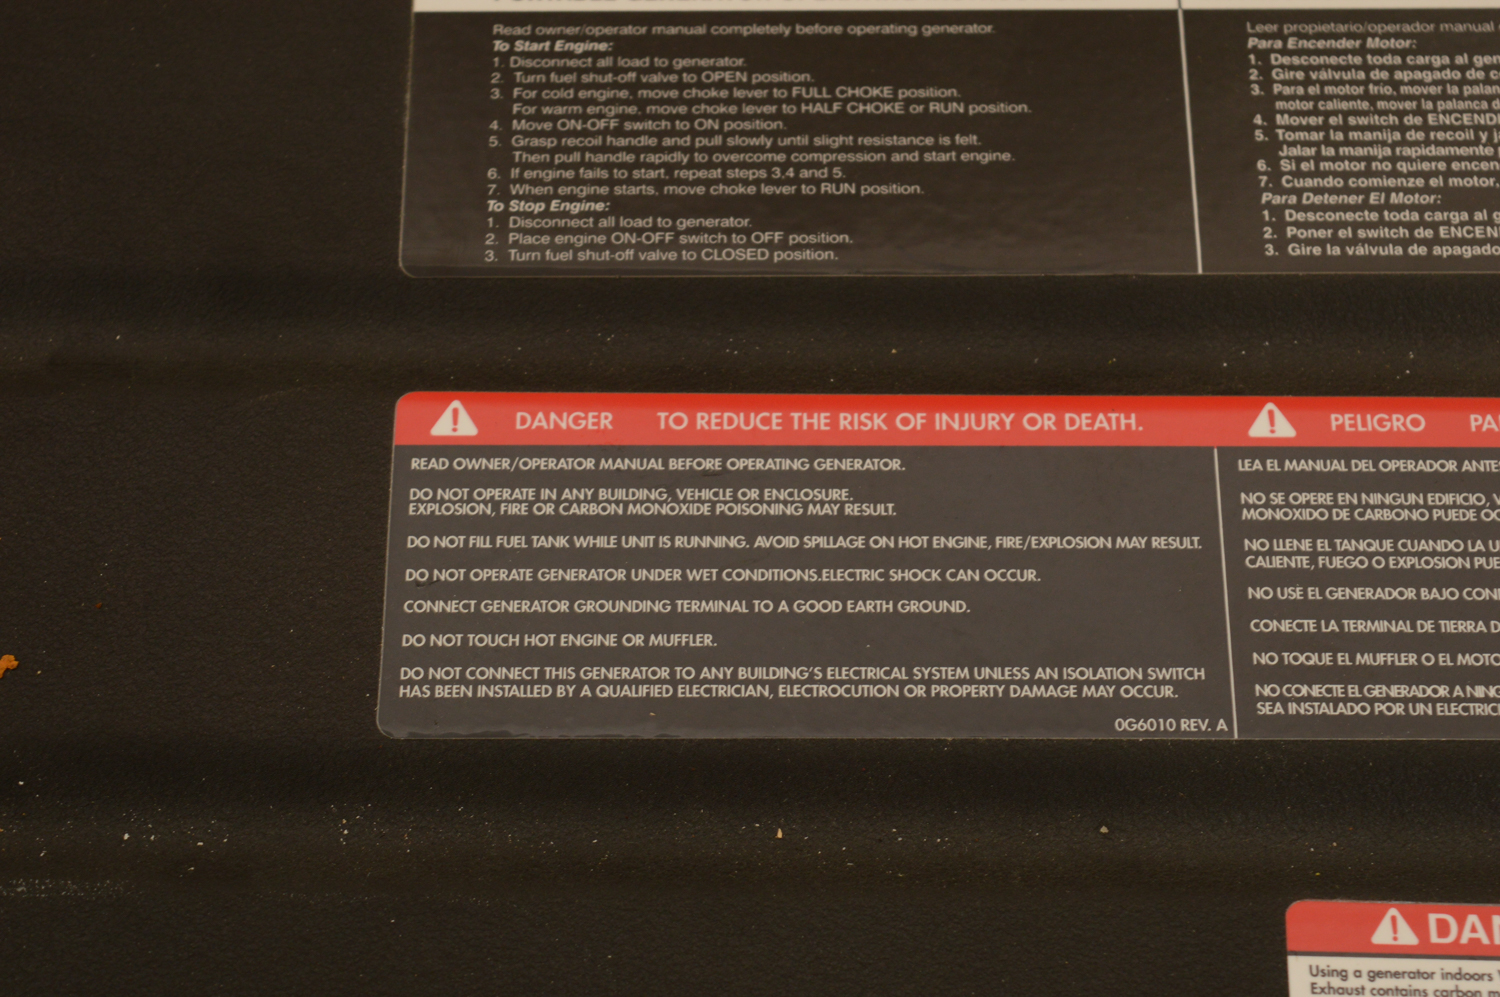 Read owner/operator manual completely before operating generator.
To Start Engine:
1. Disconnect all load to generator.
2. Turn fuel shut-off valve to OPEN position.
3. For cold engine, move choke lever to FULL CHOKE position.
For warm engine, move choke lever to HALF CHOKE or RUN position.
4. Move ON-OFF switch to ON position.
5. Grasp recoil handle and pull slowly until slight resistance is felt.
Then pull handle rapidly to overcome compression and start engine.
6. If engine fails to start, repeat steps 3,4 and 5.
7. When engine starts, move choke lever to RUN position.
To Stop Engine:
1. Disconnect all load to generator.
2. Place engine ON-OFF switch to OFF position.
3. Turn fuel shut-off valve to CLOSED position.
Leer propietario/operador manual
Para Encender Motor:
1. Desconecte toda carga al gen
2. Gire válvula de apagado de c
3. Para el motor frío, mover la palan
motor caliente, mover la palanca d
4. Mover el switch de ENCENDI
5. Tomar la manija de recoil y j
Jalar la manija rapidamente
6. Si el motor no quiere encen
7. Cuando comienze el motor,
Para Detener El Motor:
1. Desconecte toda carga al g
2. Poner el switch de ENCEN
3. Gire la válvula de apagado
DANGER TO REDUCE THE RISK OF INJURY OR DEATH.
READ OWNER/OPERATOR MANUAL BEFORE OPERATING GENERATOR.
DO NOT OPERATE IN ANY BUILDING, VEHICLE OR ENCLOSURE.
EXPLOSION, FIRE OR CARBON MONOXIDE POISONING MAY RESULT.
DO NOT FILL FUEL TANK WHILE UNIT IS RUNNING. AVOID SPILLAGE ON HOT ENGINE, FIRE/EXPLOSION MAY RESULT.
DO NOT OPERATE GENERATOR UNDER WET CONDITIONS.ELECTRIC SHOCK CAN OCCUR.
CONNECT GENERATOR GROUNDING TERMINAL TO A GOOD EARTH GROUND.
DO NOT TOUCH HOT ENGINE OR MUFFLER.
DO NOT CONNECT THIS GENERATOR TO ANY BUILDING'S ELECTRICAL SYSTEM UNLESS AN ISOLATION SWITCH
HAS BEEN INSTALLED BY A QUALIFIED ELECTRICIAN, ELECTROCUTION OR PROPERTY DAMAGE MAY OCCUR.
0G6010 REV. A
PELIGRO PA
LEA EL MANUAL DEL OPERADOR ANTES
NO SE OPERE EN NINGUN EDIFICIO, V
MONOXIDO DE CARBONO PUEDE OC
NO LLENE EL TANQUE CUANDO LA U
CALIENTE, FUEGO O EXPLOSION PUE
NO USE EL GENERADOR BAJO CON
CONECTE LA TERMINAL DE TIERRA D
NO TOQUE EL MUFFLER O EL MOTO
NO CONECTE EL GENERADOR A NING
SEA INSTALADO POR UN ELECTRIC
DAN
Using a generator indoors
Exhaust contains carbon m